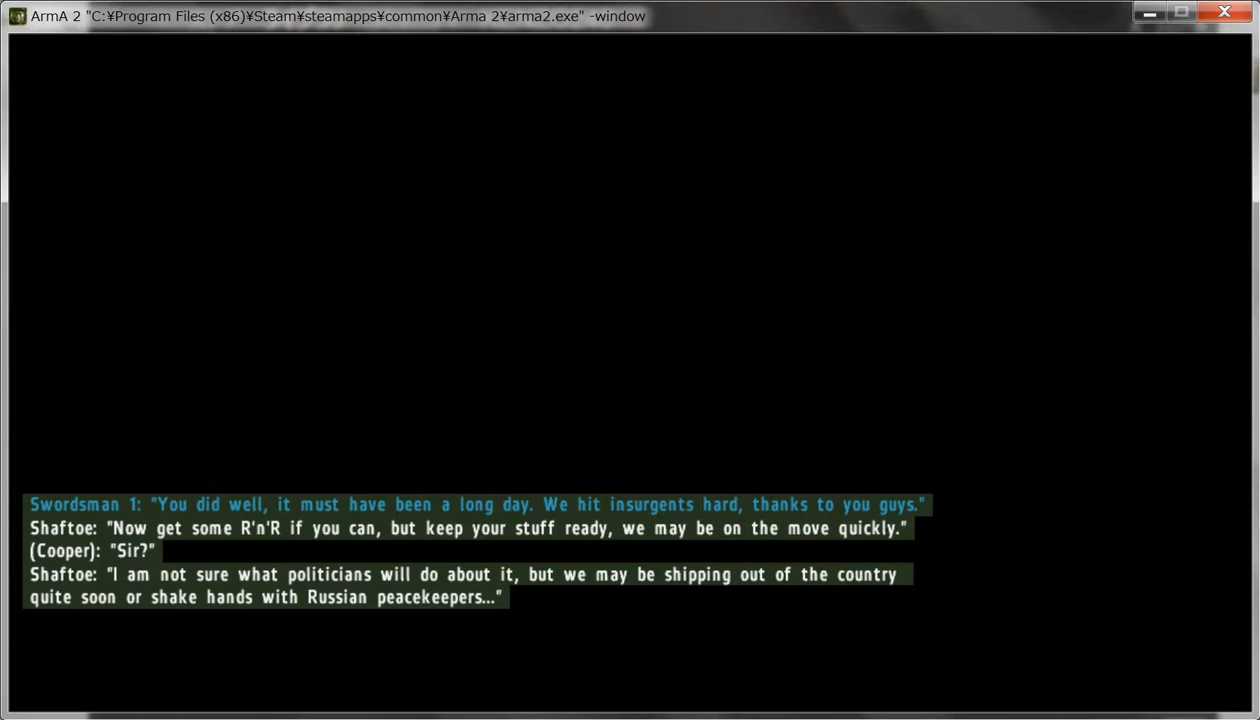 ArmA 2 "C:¥Program Files (x86)¥Steam¥steamapps¥common¥Arma 2¥arma2.exe" -window
Swordsman 1: "You did well, it must have been a long day. We hit insurgents hard, thanks to you guys."
Shaftoe: "Now get some R'n'R if you can, but keep your stuff ready, we may be on the move quickly."
(Cooper): "Sir?"
Shaftoe: "I am not sure what politicians will do about it, but we may be shipping out of the country
quite soon or shake hands with Russian peacekeepers..."